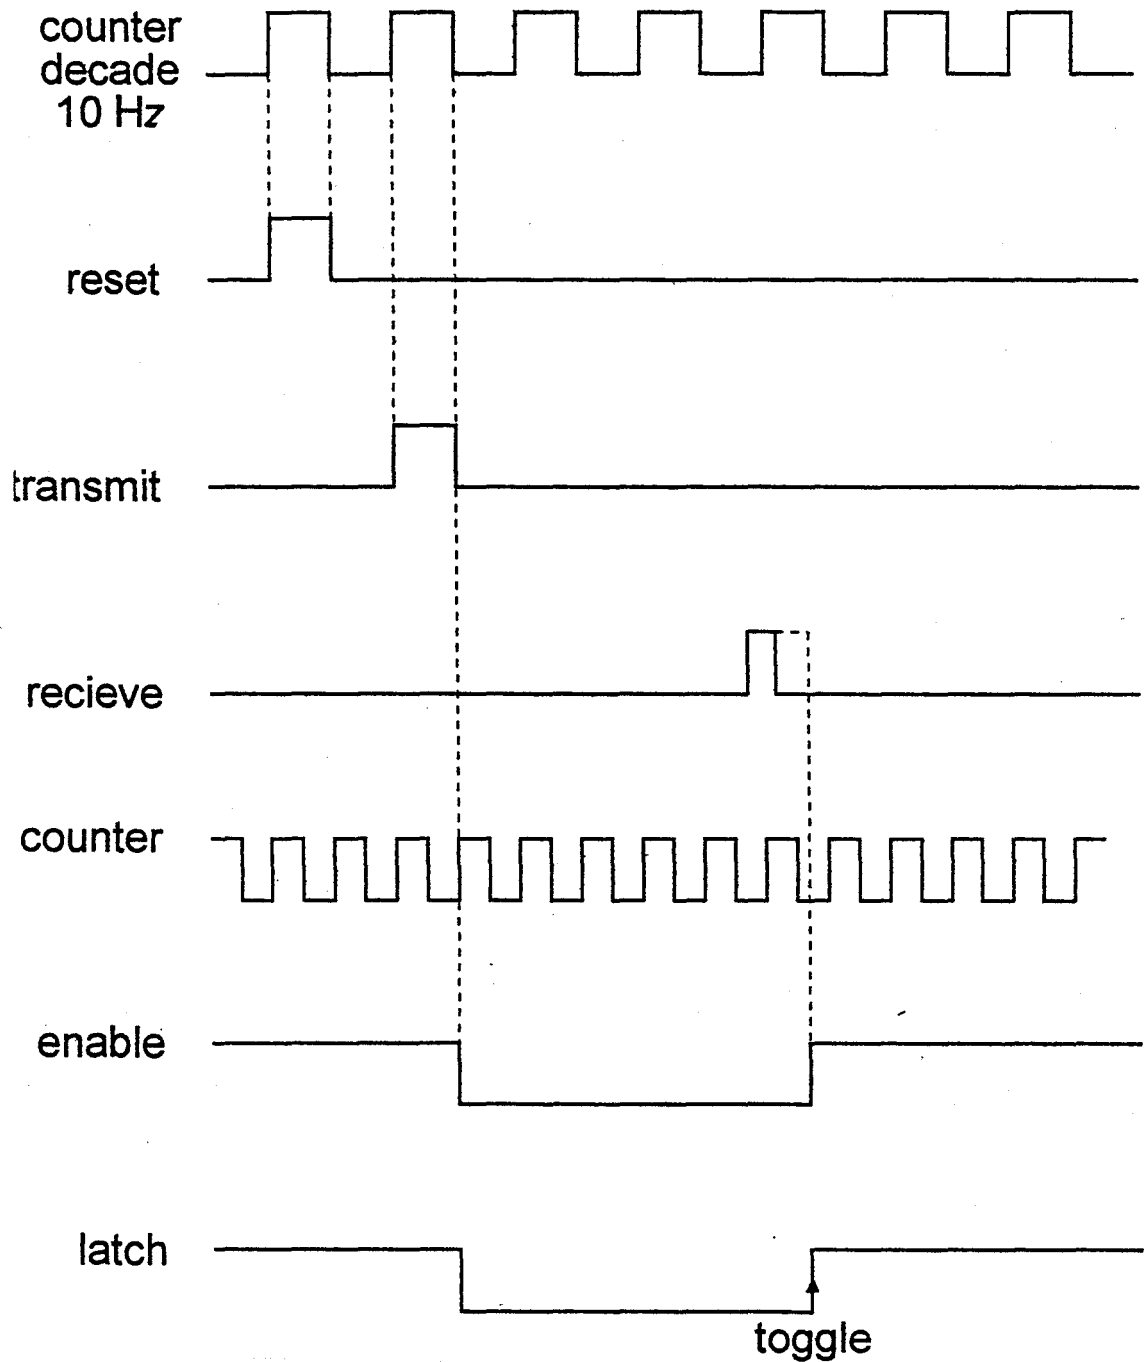 counter
decade
10 Hz
reset
transmit
recieve
counter
enable
latch
toggle